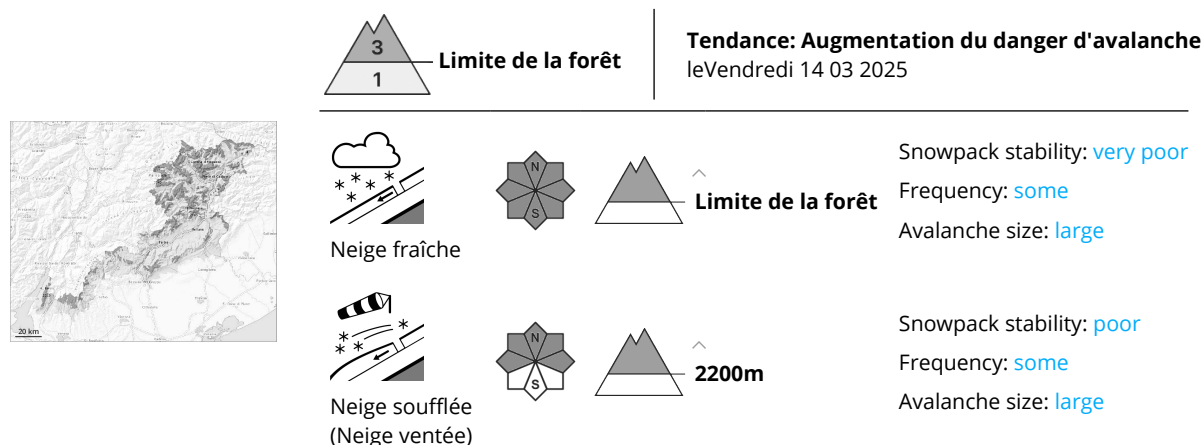 3
1
Limite de la forêt
Tendance: Augmentation du danger d'avalanche
leVendredi 14 03 2025
20 km
Neige fraîche
N
S
Limite de la forêt
Snowpack stability: very poor
Frequency: some
Avalanche size: large
Neige soufflée
(Neige ventée)
N
S
2200m
Snowpack stability: poor
Frequency: some
Avalanche size: large